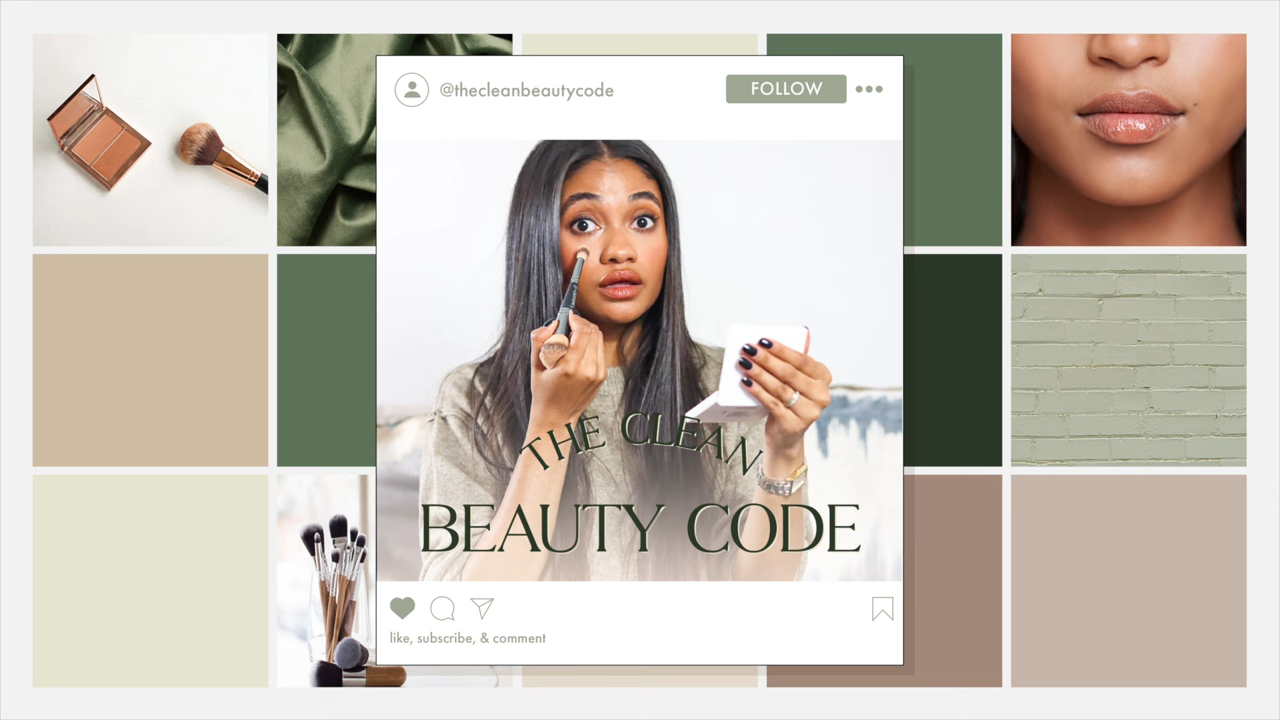 @thecleanbeautycode
FOLLOW
THE CLEAN
BEAUTY CODE
like, subscribe, & comment